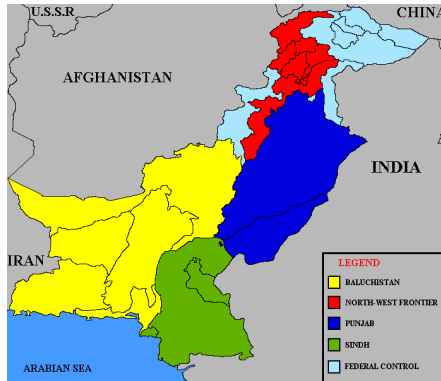 U.S.S.R
CHINA
AFGHANISTAN
INDIA
IRAN
LEGEND
BALUCHISTAN
NORTH-WEST FRONTIER
PUNJAB
SINDH
FEDERAL CONTROL
ARABIAN SEA